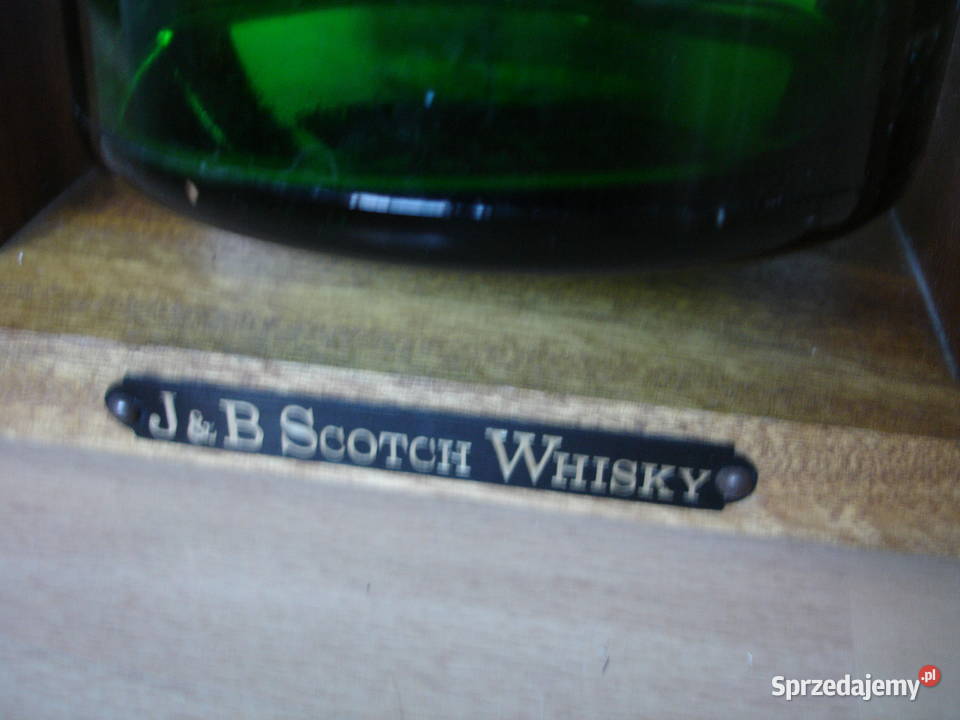 J & B SCOTCH WHISKY
Sprzedajemy.pl